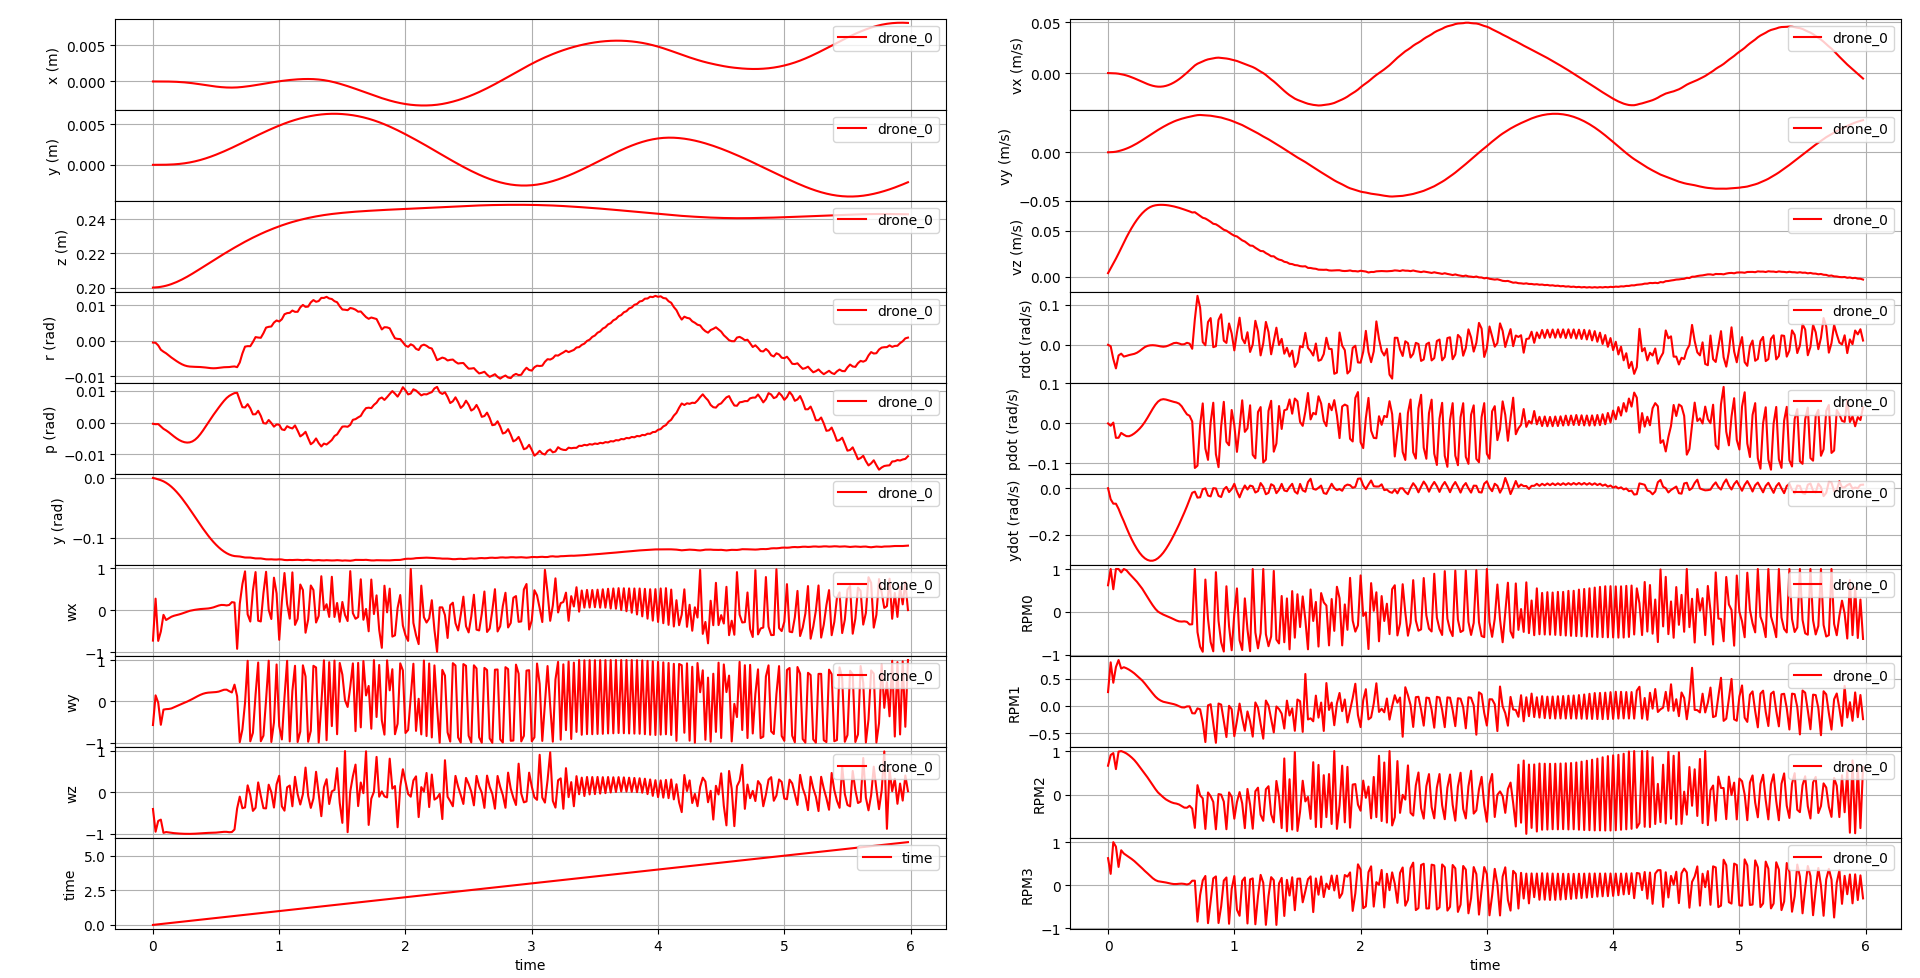 x (m)
0.005
0.000
drone_0
y (m)
0.005
0.000
drone_0
z (m)
0.24
0.22
0.20
drone_0
r (rad)
0.01
0.00
−0.01
drone_0
p (rad)
0.01
0.00
−0.01
drone_0
y (rad)
0.0
−0.1
drone_0
wx
1
0
−1
drone_0
wy
1
0
−1
drone_0
wz
1
0
−1
drone_0
time
5.0
2.5
0.0
time
0 1 2 3 4 5 6
time
vx (m/s)
0.05
0.00
drone_0
vy (m/s)
0.00
−0.05
drone_0
vz (m/s)
0.05
0.00
drone_0
rdot (rad/s)
0.1
0.0
drone_0
pdot (rad/s)
0.1
0.0
−0.1
drone_0
ydot (rad/s)
0.0
−0.2
drone_0
RPM0
1
0
−1
drone_0
RPM1
0.5
0.0
−0.5
drone_0
RPM2
1
0
drone_0
RPM3
1
0
−1
drone_0
0 1 2 3 4 5 6
time